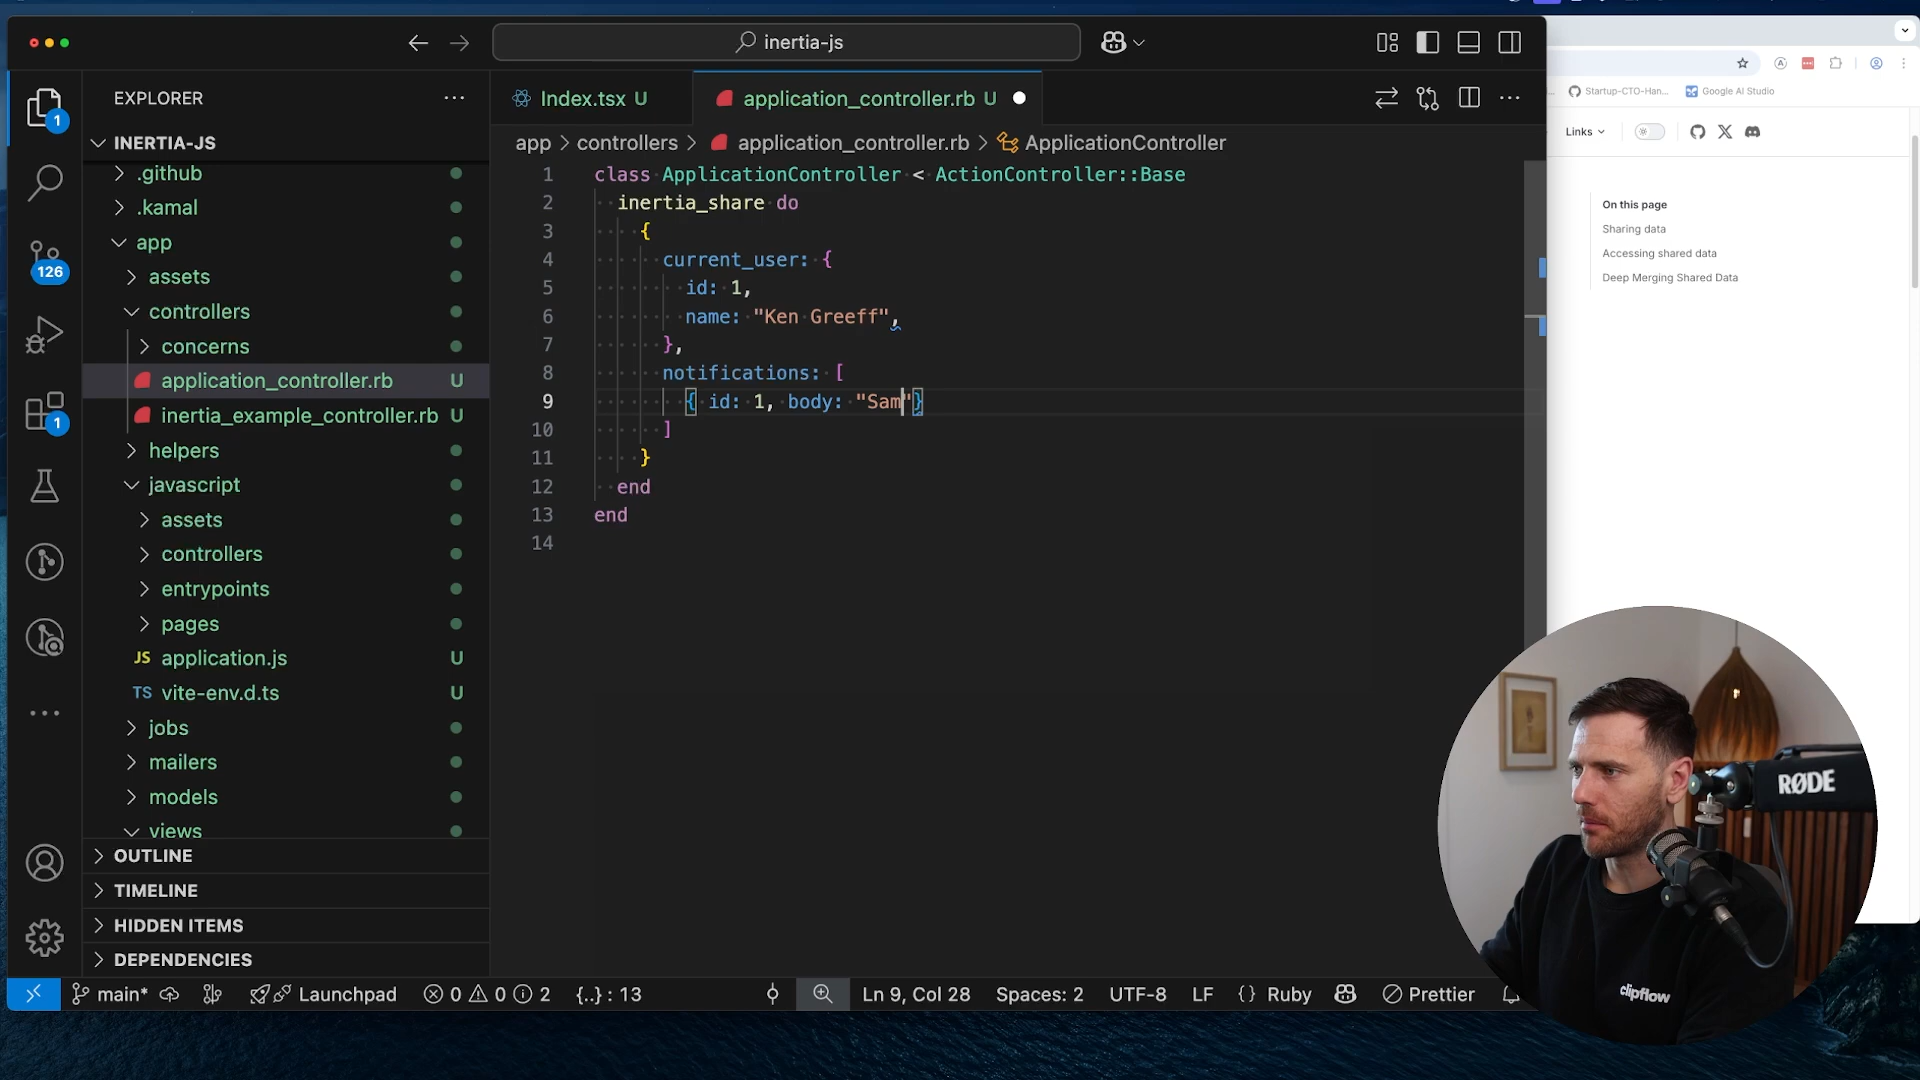 inertia-js
EXPLORER
INERTIA-JS
.github
.kamal
app
assets
controllers
concerns
application_controller.rb U
inertia_example_controller.rb U
helpers
javascript
assets
controllers
entrypoints
pages
JS application.js U
TS vite-env.d.ts U
jobs
mailers
models
views
OUTLINE
TIMELINE
HIDDEN ITEMS
DEPENDENCIES
1
126
1
Index.tsx U
application_controller.rb U
app > controllers > application_controller.rb > ApplicationController
1 class ApplicationController < ActionController::Base
2 inertia_share do
3 {
4 current_user: {
5 id: 1,
6 name: "Ken Greeff",
7 },
8 notifications: [
9 { id: 1, body: "Sam"}
10 ]
11 }
12 end
13 end
14
main* Launchpad 0 0 2 {..} : 13 Ln 9, Col 28 Spaces: 2 UTF-8 LF {} Ruby Prettier
Startup-CTO-Han... Google AI Studio
Links
On this page
Sharing data
Accessing shared data
Deep Merging Shared Data
RØDE
clipflow